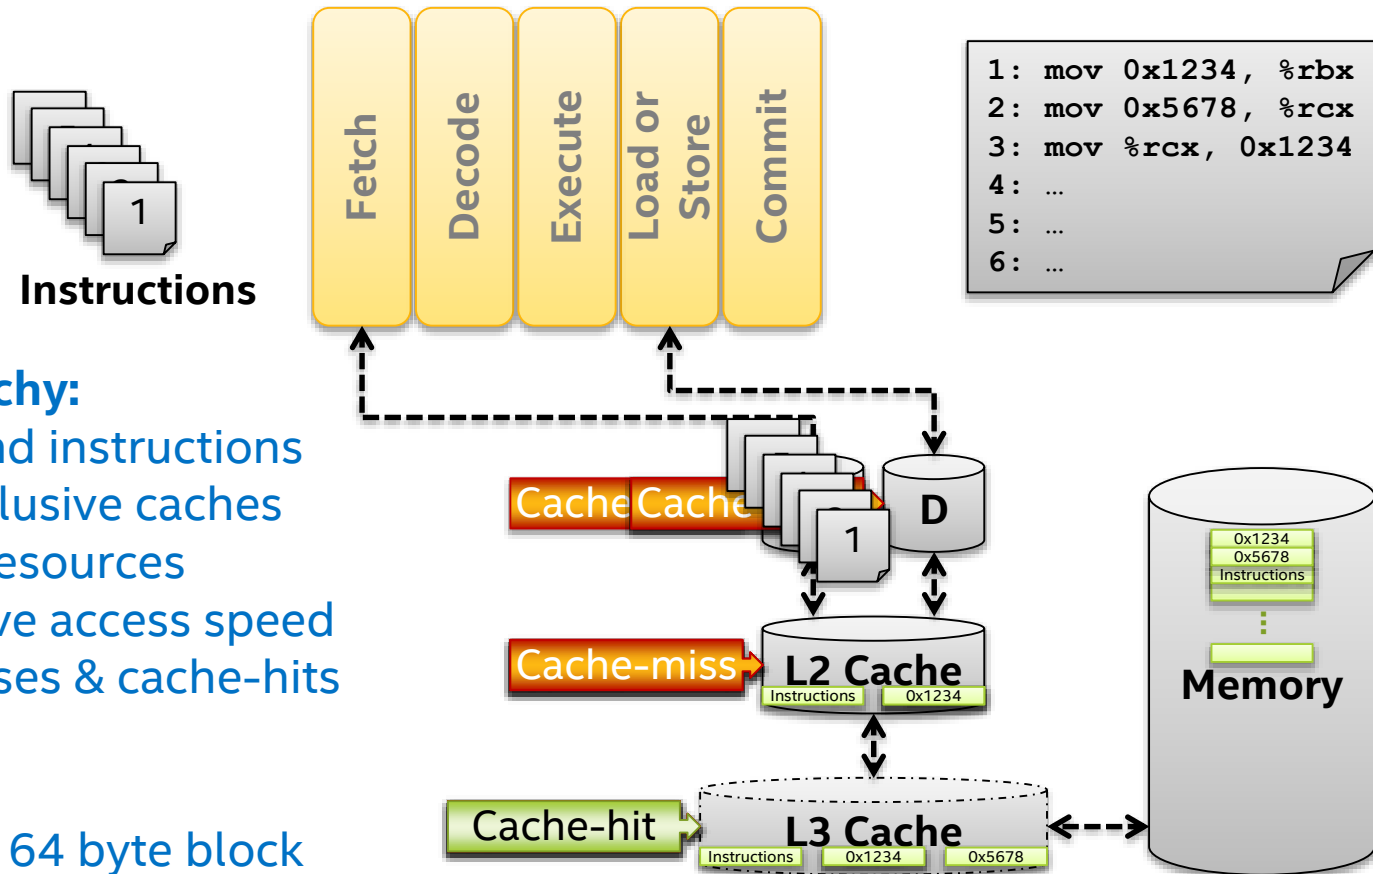 Fetch
Decode
Execute
Load or
Store
Commit
1: mov 0x1234, %rbx
2: mov 0x5678, %rcx
3: mov %rcx, 0x1234
4: …
5: …
6: …
1
Instructions
chy:
nd instructions
lusive caches
esources
ve access speed
ses & cache-hits
64 byte block
Cache
Cache
1
D
Cache-miss
L2 Cache
Instructions
0x1234
Cache-hit
L3 Cache
Instructions
0x1234
0x5678
0x1234
0x5678
Instructions
Memory